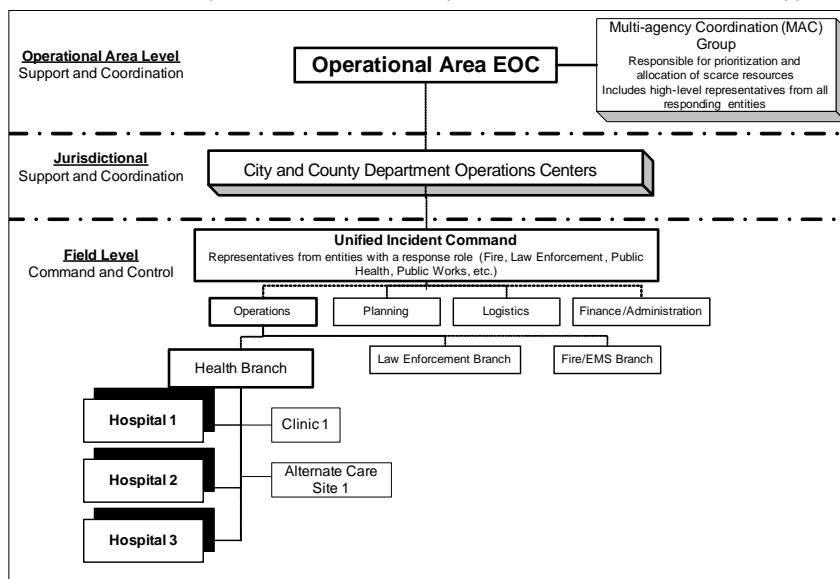 Operational Area Level
Support and Coordination
Operational Area EOC
Multi-agency Coordination (MAC)
Group
Responsible for prioritization and
allocation of scarce resources
Includes high-level representatives from all
responding entities
Jurisdictional
Support and Coordination
City and County Department Operations Centers
Field Level
Command and Control
Unified Incident Command
Representatives from entities with a response role (Fire, Law Enforcement, Public
Health, Public Works, etc.)
Operations
Planning
Logistics
Finance/Administration
Health Branch
Law Enforcement Branch
Fire/EMS Branch
Hospital 1
Clinic 1
Hospital 2
Alternate Care
Site 1
Hospital 3